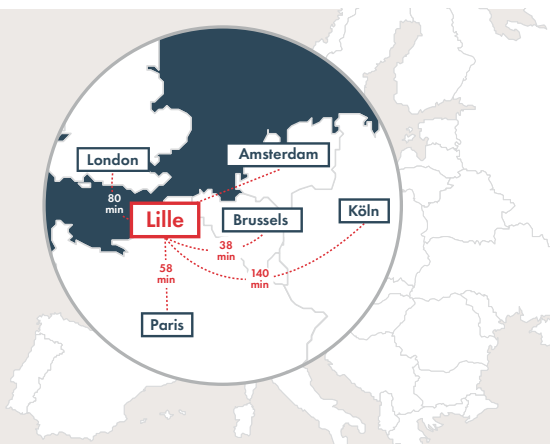 London
Amsterdam
80
min
Lille
Brussels
Köln
38
min
58
min
140
min
Paris